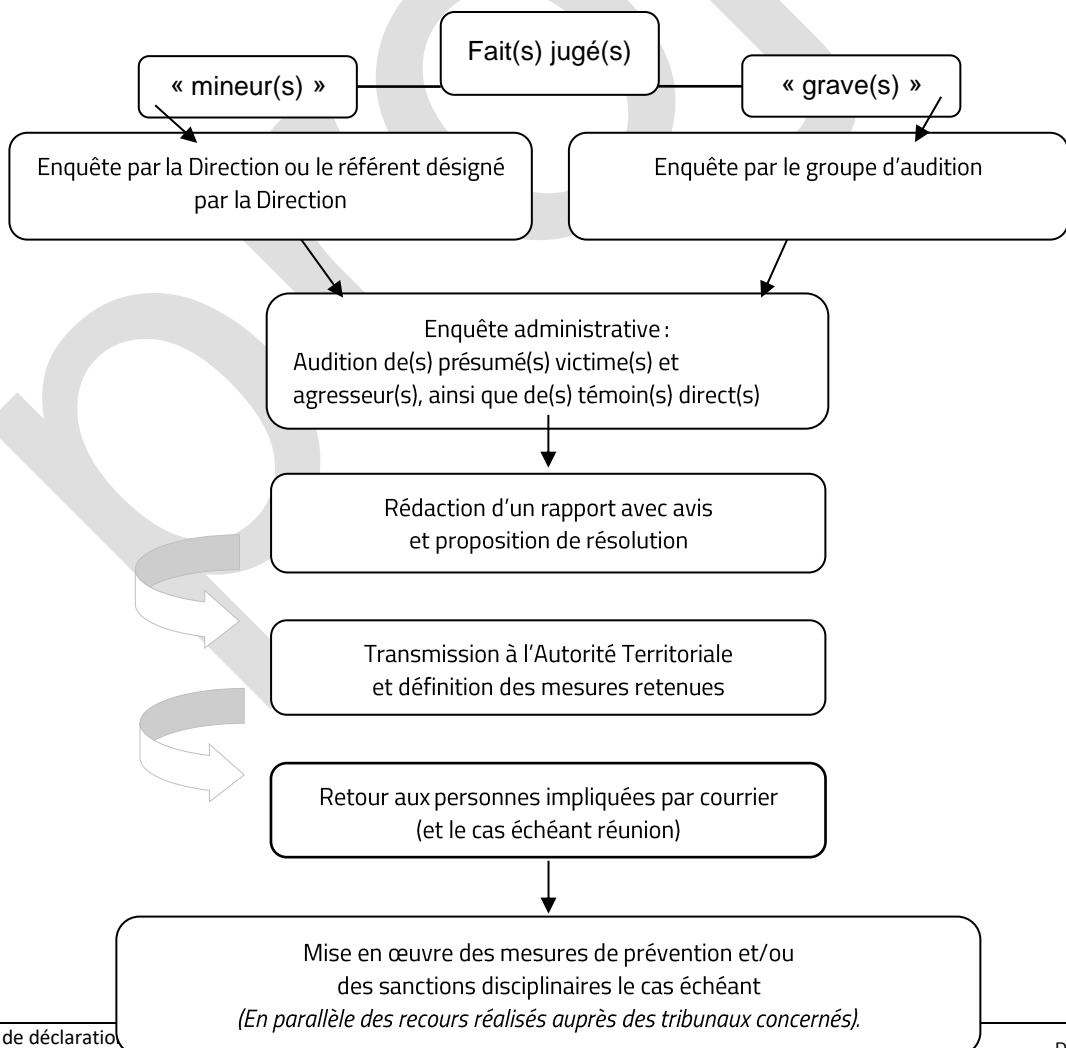 Fait(s) jugé(s)
« mineur(s) »
« grave(s) »
Enquête par la Direction ou le référent désigné
par la Direction
Enquête par le groupe d’audition
Enquête administrative :
Audition de(s) présumé(s) victime(s) et
agresseur(s), ainsi que de(s) témoin(s) direct(s)
Rédaction d’un rapport avec avis
et proposition de résolution
Transmission à l’Autorité Territoriale
et définition des mesures retenues
Retour aux personnes impliquées par courrier
(et le cas échéant réunion)
Mise en œuvre des mesures de prévention et/ou
des sanctions disciplinaires le cas échéant
(En parallèle des recours réalisés auprès des tribunaux concernés).
de